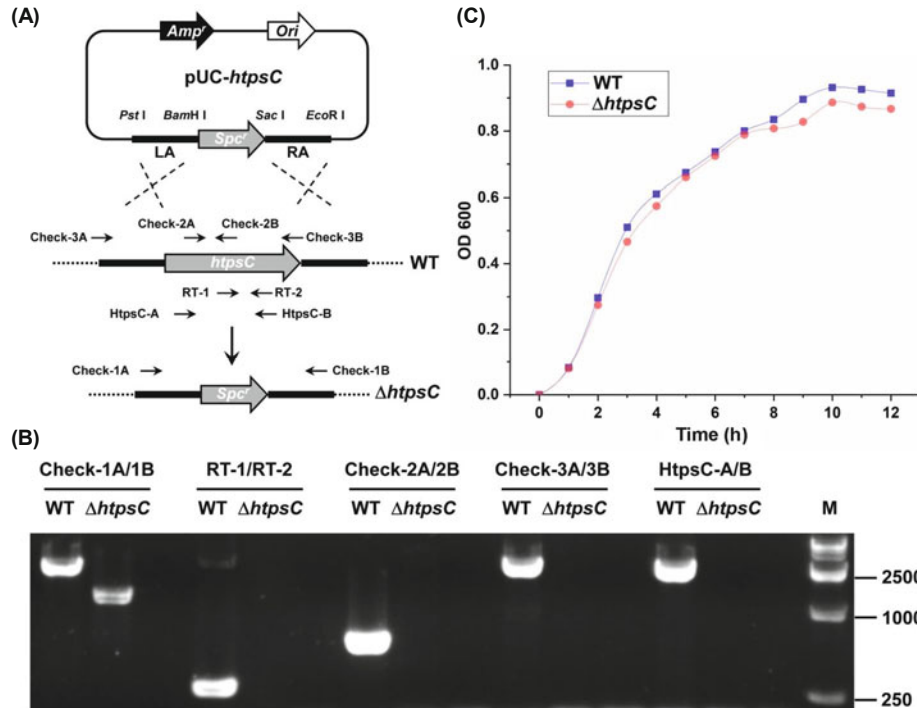 (A)
Ampʳ
Ori
pUC-htpsC
Pst I BamH I Sac I EcoR I
Spcʳ
LA RA
Check-2A Check-2B
Check-3A Check-3B
htpsC WT
RT-1 RT-2
HtpsC-A HtpsC-B
Check-1A Check-1B
Spcʳ ΔhtpsC
(C)
WT
ΔhtpsC
1.0
0.8
0.6
0.4
0.2
0.0
OD 600
0 2 4 6 8 10 12
Time (h)
(B)
Check-1A/1B RT-1/RT-2 Check-2A/2B Check-3A/3B HtpsC-A/B
WT ΔhtpsC WT ΔhtpsC WT ΔhtpsC WT ΔhtpsC WT ΔhtpsC M
2500
1000
250